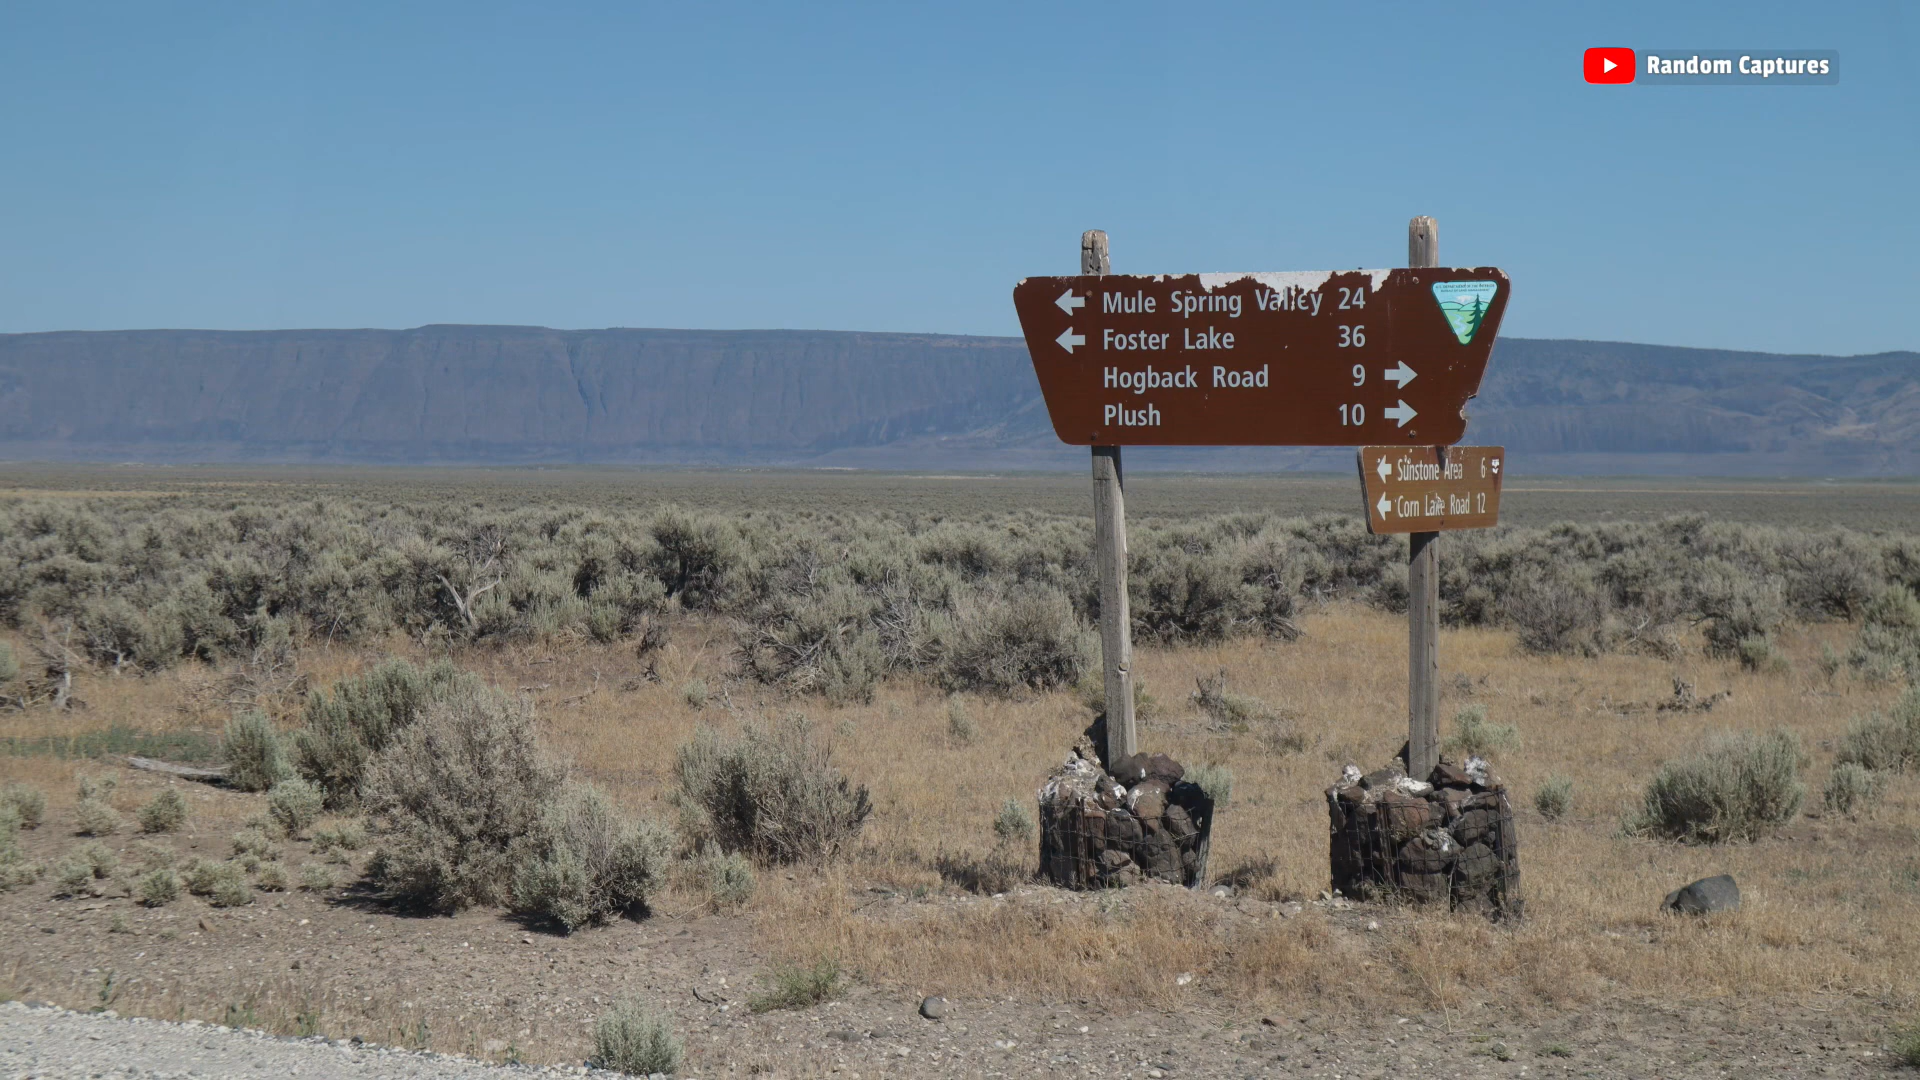 Random Captures
Mule Spring Valley 24
Foster Lake 36
Hogback Road 9
Plush 10
Sunstone Area 6
Corn Lake Road 12